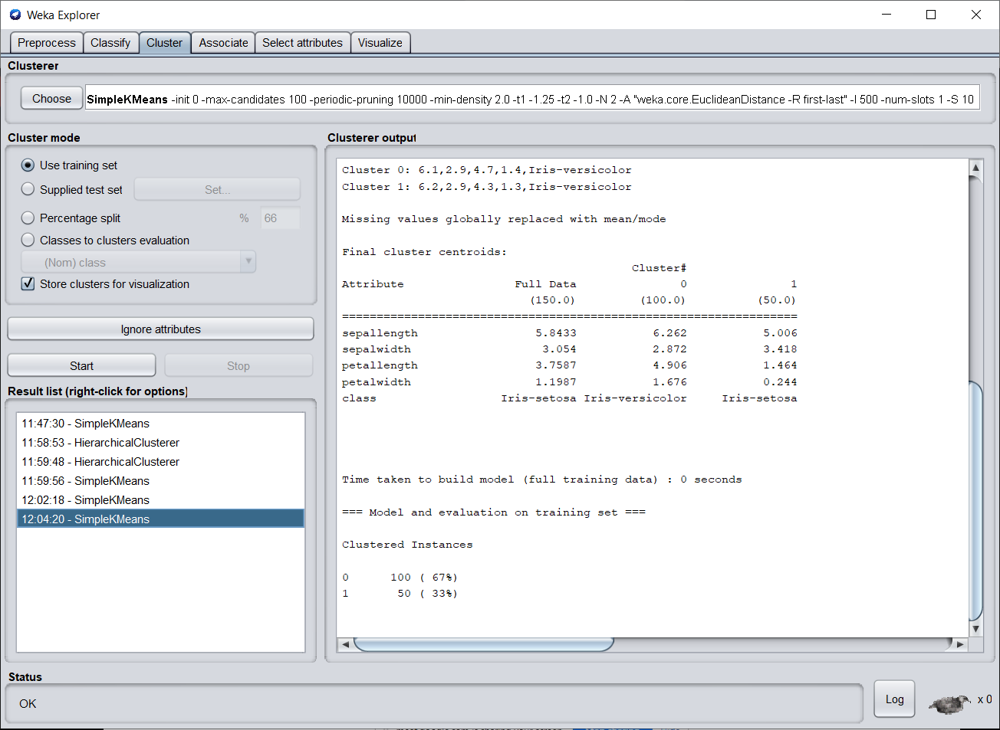 Weka Explorer
Preprocess Classify Cluster Associate Select attributes Visualize
Clusterer
Choose SimpleKMeans -init 0 -max-candidates 100 -periodic-pruning 10000 -min-density 2.0 -t1 -1.25 -t2 -1.0 -N 2 -A "weka.core.EuclideanDistance -R first-last" -I 500 -num-slots 1 -S 10
Cluster mode
Use training set
Supplied test set Set...
Percentage split % 66
Classes to clusters evaluation
(Nom) class
Store clusters for visualization
Ignore attributes
Start Stop
Result list (right-click for options)
11:47:30 - SimpleKMeans
11:58:53 - HierarchicalClusterer
11:59:48 - HierarchicalClusterer
11:59:56 - SimpleKMeans
12:02:18 - SimpleKMeans
12:04:20 - SimpleKMeans
Clusterer output
Cluster 0: 6.1,2.9,4.7,1.4,Iris-versicolor
Cluster 1: 6.2,2.9,4.3,1.3,Iris-versicolor
Missing values globally replaced with mean/mode
Final cluster centroids:
Cluster#
Attribute Full Data 0 1
(150.0) (100.0) (50.0)
==================================================================
sepallength 5.8433 6.262 5.006
sepalwidth 3.054 2.872 3.418
petallength 3.7587 4.906 1.464
petalwidth 1.1987 1.676 0.244
class Iris-setosa Iris-versicolor Iris-setosa
Time taken to build model (full training data) : 0 seconds
=== Model and evaluation on training set ===
Clustered Instances
0 100 ( 67%)
1 50 ( 33%)
Status
OK
Log x 0